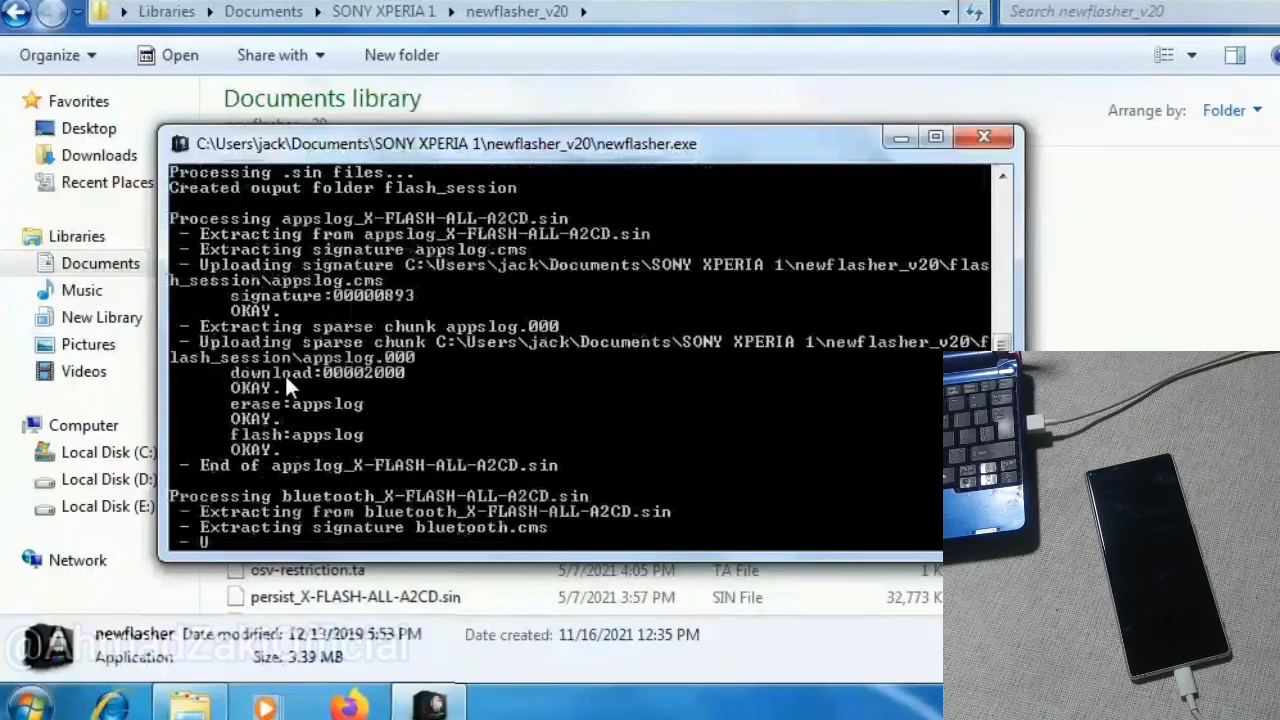 Libraries Documents SONY XPERIA 1 newflasher_v20
Search newflasher_v20
Organize Open Share with New folder
Favorites
Desktop
Downloads
Recent Places
Libraries
Documents
Music
New Library
Pictures
Videos
Computer
Local Disk (C:
Local Disk (D:
Local Disk (E:
Network
Documents library
newflasher_v20
Arrange by: Folder
C:\Users\jack\Documents\SONY XPERIA 1\newflasher_v20\newflasher.exe
Processing .sin files...
Created ouput folder flash_session
Processing appslog_X-FLASH-ALL-A2CD.sin
- Extracting from appslog_X-FLASH-ALL-A2CD.sin
- Extracting signature appslog.cms
- Uploading signature C:\Users\jack\Documents\SONY XPERIA 1\newflasher_v20\flas
h_session\appslog.cms
signature:00000893
OKAY.
- Extracting sparse chunk appslog.000
- Uploading sparse chunk C:\Users\jack\Documents\SONY XPERIA 1\newflasher_v20\f
lash_session\appslog.000
download:00002000
OKAY.
erase:appslog
OKAY.
flash:appslog
OKAY.
- End of appslog_X-FLASH-ALL-A2CD.sin
Processing bluetooth_X-FLASH-ALL-A2CD.sin
- Extracting from bluetooth_X-FLASH-ALL-A2CD.sin
- Extracting signature bluetooth.cms
- U
osv-restriction.ta 5/7/2021 4:05 PM TA File 1 K
persist_X-FLASH-ALL-A2CD.sin 5/7/2021 3:57 PM SIN File 32,773 K
newflasher Date modified: 12/13/2019 5:53 PM Date created: 11/16/2021 12:35 PM
Application Size: 3.39 MB
@AhmadZakiOfficial